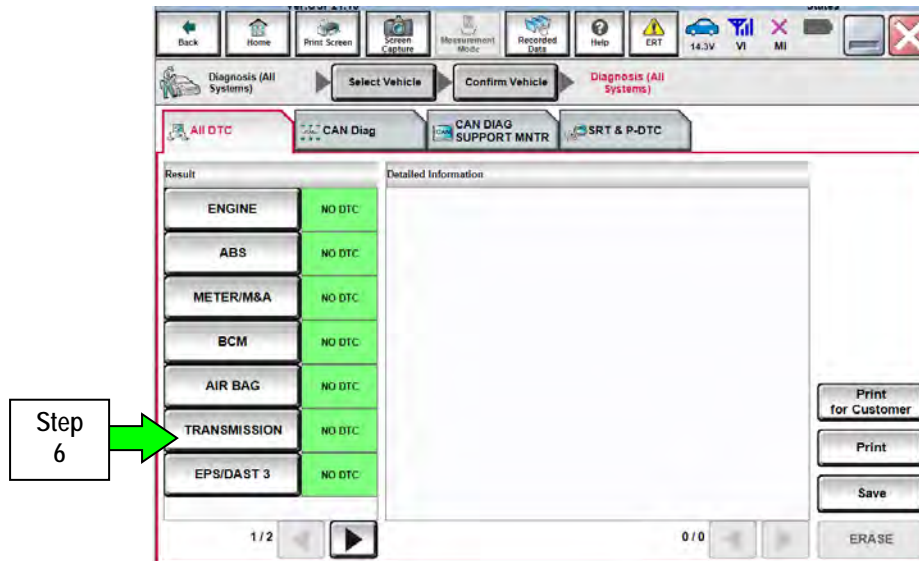 Back
Home
Print Screen
Screen
Capture
Measurement
Mode
Recorded
Data
Help
ERT
14.3V
VI
MI
Diagnosis (All
Systems)
Select Vehicle
Confirm Vehicle
Diagnosis (All
Systems)
All DTC
CAN Diag
CAN DIAG
SUPPORT MNTR
SRT & P-DTC
Result
Detailed Information
ENGINE
NO DTC
ABS
NO DTC
METER/M&A
NO DTC
BCM
NO DTC
AIR BAG
NO DTC
Step
6
TRANSMISSION
NO DTC
EPS/DAST 3
NO DTC
Print
for Customer
Print
Save
1/2
0/0
ERASE